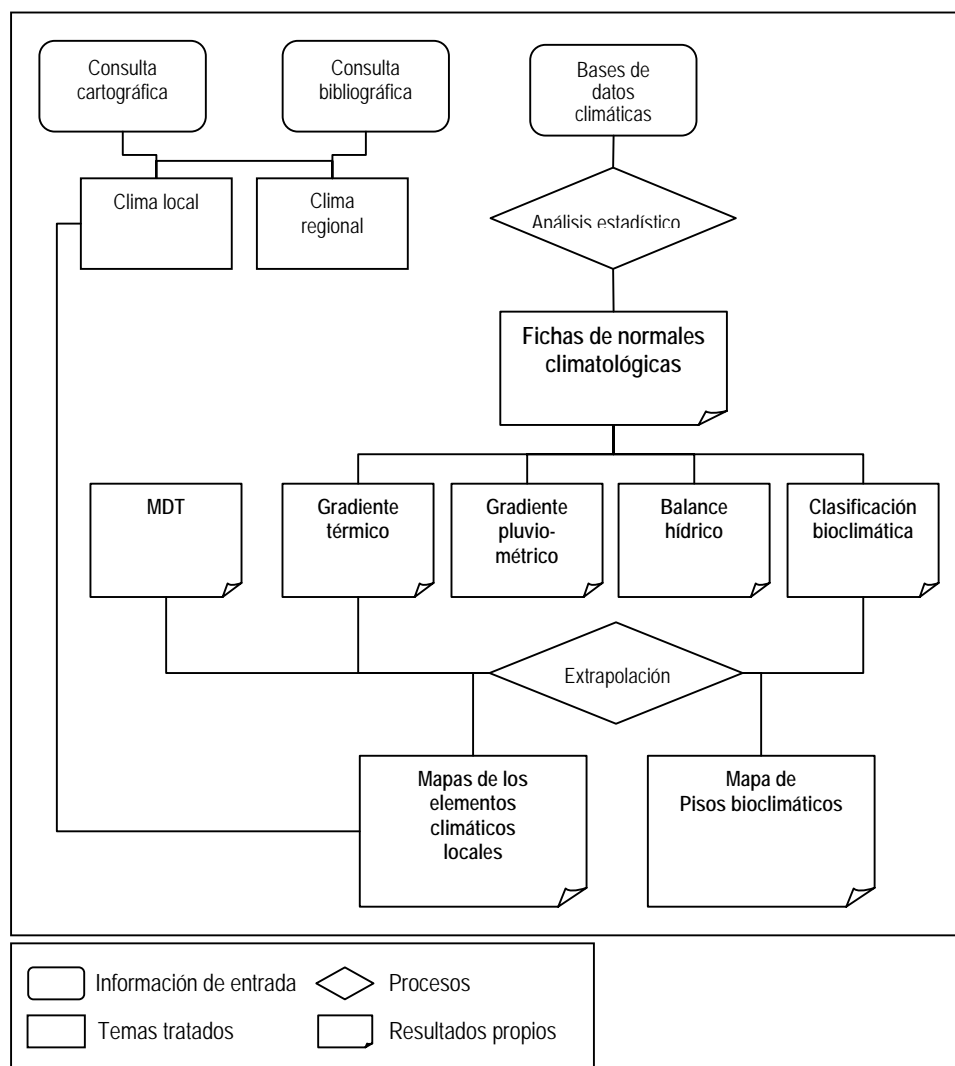 Consulta
cartográfica
Consulta
bibliográfica
Bases de
datos
climáticas
Clima local
Clima
regional
Análisis estadístico
Fichas de normales
climatológicas
MDT
Gradiente
térmico
Gradiente
pluvio-
métrico
Balance
hídrico
Clasificación
bioclimática
Extrapolación
Mapas de los
elementos
climáticos
locales
Mapa de
Pisos bioclimáticos
Información de entrada
Procesos
Temas tratados
Resultados propios